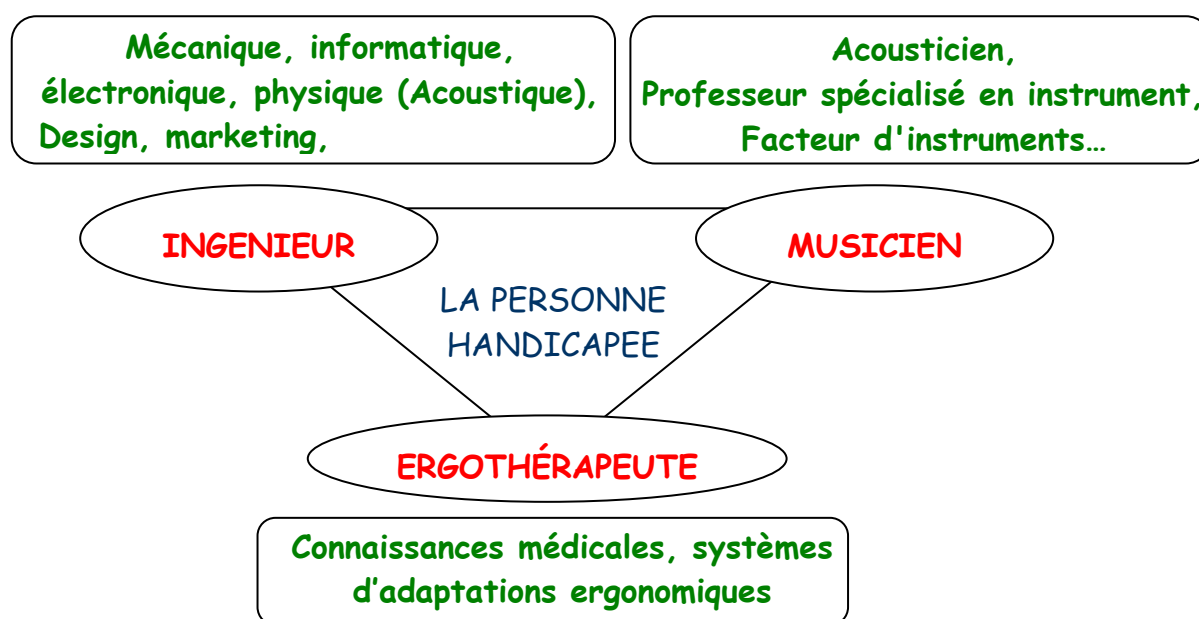 Mécanique, informatique,
électronique, physique (Acoustique),
Design, marketing,
Acousticien,
Professeur spécialisé en instrument,
Facteur d'instruments…
INGENIEUR
MUSICIEN
LA PERSONNE
HANDICAPEE
ERGOTHÉRAPEUTE
Connaissances médicales, systèmes
d’adaptations ergonomiques